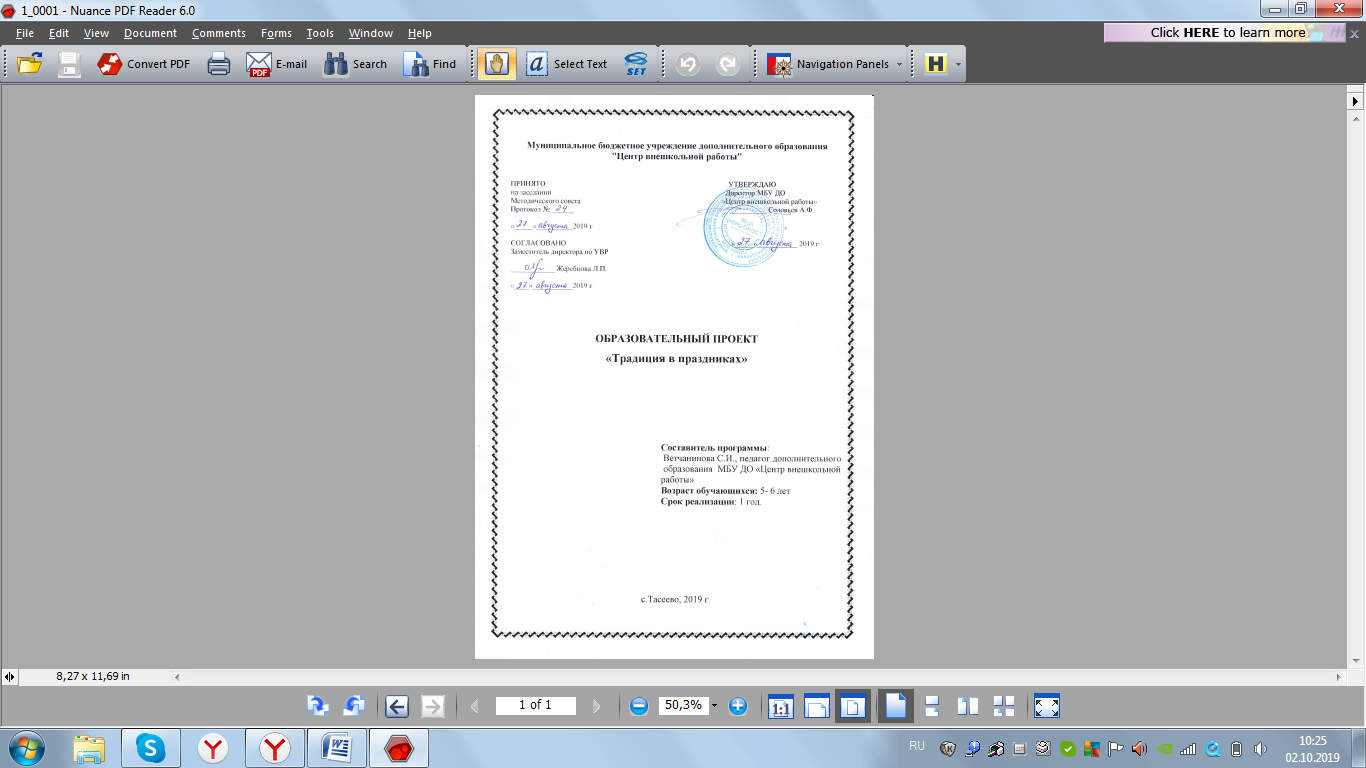 1_0001 - Nuance PDF Reader 6.0
File Edit View Document Comments Forms Tools Window Help
Click HERE to learn more
Convert PDF E-mail Search Find Select Text SET Navigation Panels H
Муниципальное бюджетное учреждение дополнительного образования
"Центр внешкольной работы"
ПРИНЯТО
на заседании
Методического совета
Протокол № 24
«27» августа 2019 г
СОГЛАСОВАНО
Заместитель директора по УВР
Жеребцова Л.П.
«27» августа 2019 г
УТВЕРЖДАЮ
Директор МБУ ДО
«Центр внешкольной работы»
Соловьев А.Ф.
«27» августа 2019 г
ОБРАЗОВАТЕЛЬНЫЙ ПРОЕКТ
«Традиция в праздниках»
Составитель программы:
Ветчанинова С.И., педагог дополнительного
образования МБУ ДО «Центр внешкольной
работы»
Возраст обучающихся: 5- 6 лет
Срок реализации: 1 год.
с.Тасеево, 2019 г.
8,27 x 11,69 in
1 of 1 50,3% 1:1
RU 10:25
02.10.2019